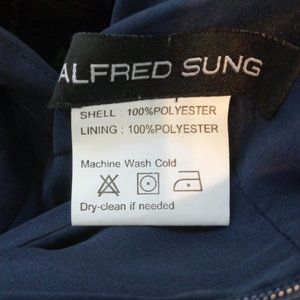 ALFRED SUNG
SHELL : 100%POLYESTER
LINING : 100%POLYESTER
Machine Wash Cold
Dry-clean if needed